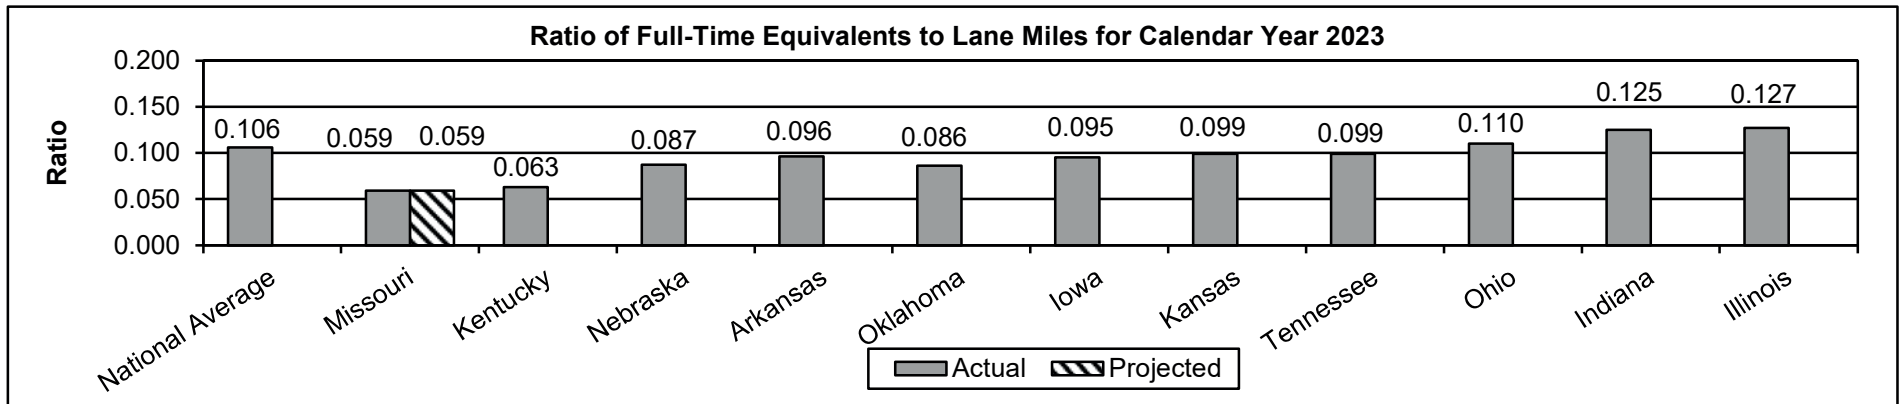 Ratio of Full-Time Equivalents to Lane Miles for Calendar Year 2023
Ratio
0.200
0.150
0.100
0.050
0.000
0.106
0.059
0.059
0.063
0.087
0.096
0.086
0.095
0.099
0.099
0.110
0.125
0.127
National Average
Missouri
Kentucky
Nebraska
Arkansas
Oklahoma
Iowa
Kansas
Tennessee
Ohio
Indiana
Illinois
Actual
Projected